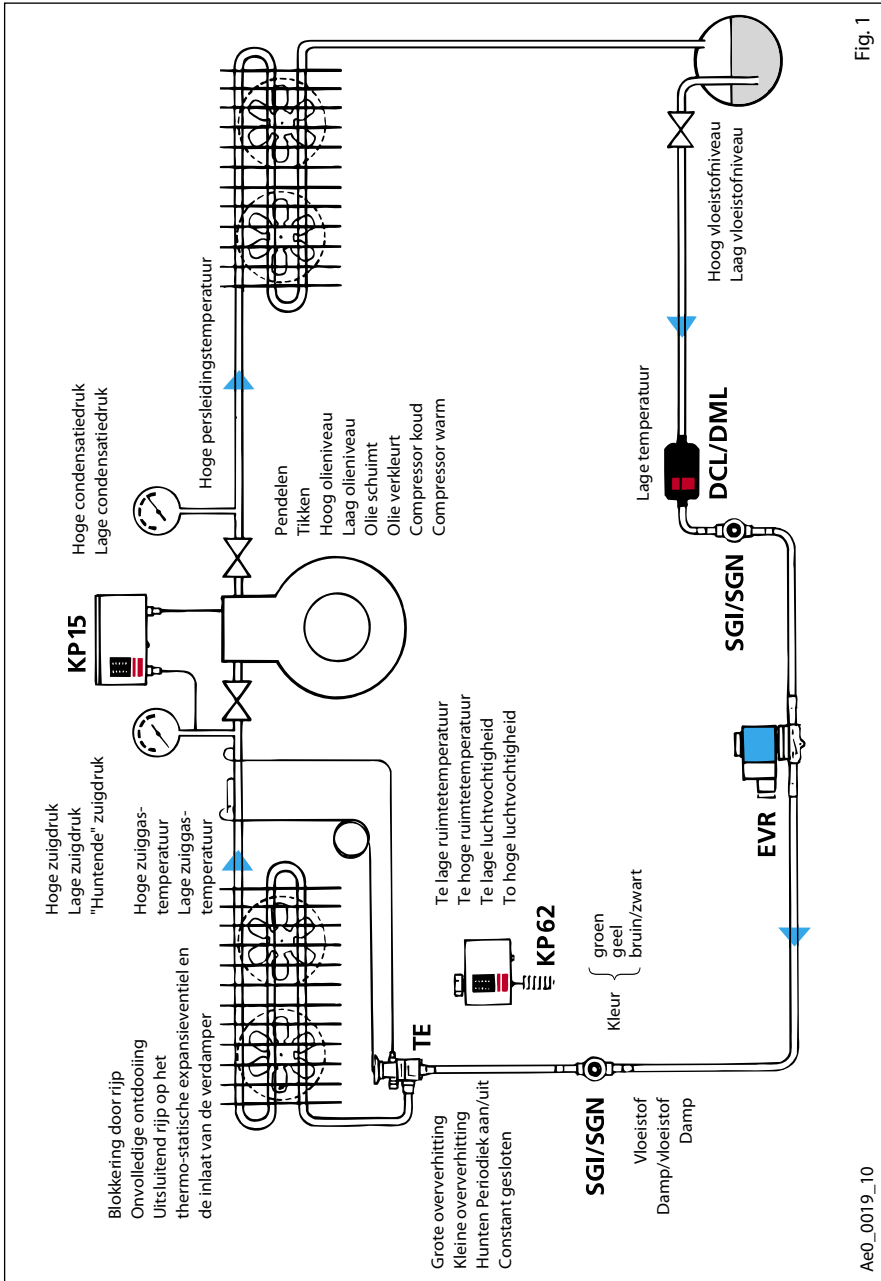 Fig. 1
Hoge zuigdruk
Lage zuigdruk
"Huntende" zuigdruk
Hoge zuiggas-
temperatuur
Lage zuiggas-
temperatuur
KP15
Hoge condensatiedruk
Lage condensatiedruk
Hoge persleidingstemperatuur
Blokkering door rijp
Onvolledige ontdooiing
Uitsluitend rijp op het
thermo-statische expansieventiel en
de inlaat van de verdamper
Pendelen
Tikken
Hoog olieniveau
Laag olieniveau
Olie schuimt
Olie verkleurt
Compressor koud
Compressor warm
TE
Grote oververhitting
Kleine oververhitting
Hunten Periodiek aan/uit
Constant gesloten
Te lage ruimtetemperatuur
Te hoge ruimtetemperatuur
Te lage luchtvochtigheid
To hoge luchtvochtigheid
KP62
Kleur
groen
geel
bruin/zwart
SGI/SGN
Vloeistof
Damp/vloeistof
Damp
EVR
SGI/SGN
Lage temperatuur
DCL/DML
Hoog vloeistofniveau
Laag vloeistofniveau
Ae0_0019_10